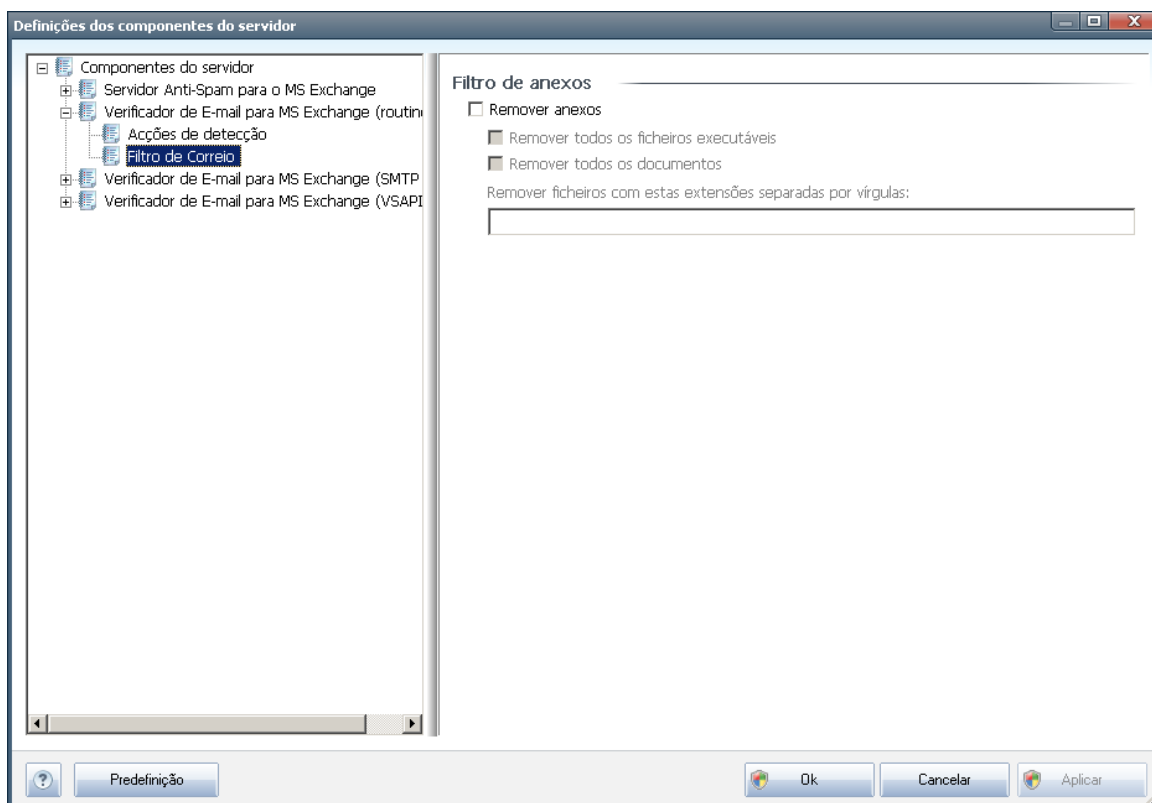 Definições dos componentes do servidor
Componentes do servidor
Servidor Anti-Spam para o MS Exchange
Verificador de E-mail para MS Exchange (routin
Acções de detecção
Filtro de Correio
Verificador de E-mail para MS Exchange (SMTP
Verificador de E-mail para MS Exchange (VSAPI
Filtro de anexos
Remover anexos
Remover todos os ficheiros executáveis
Remover todos os documentos
Remover ficheiros com estas extensões separadas por vírgulas:
? Predefinição Ok Cancelar Aplicar